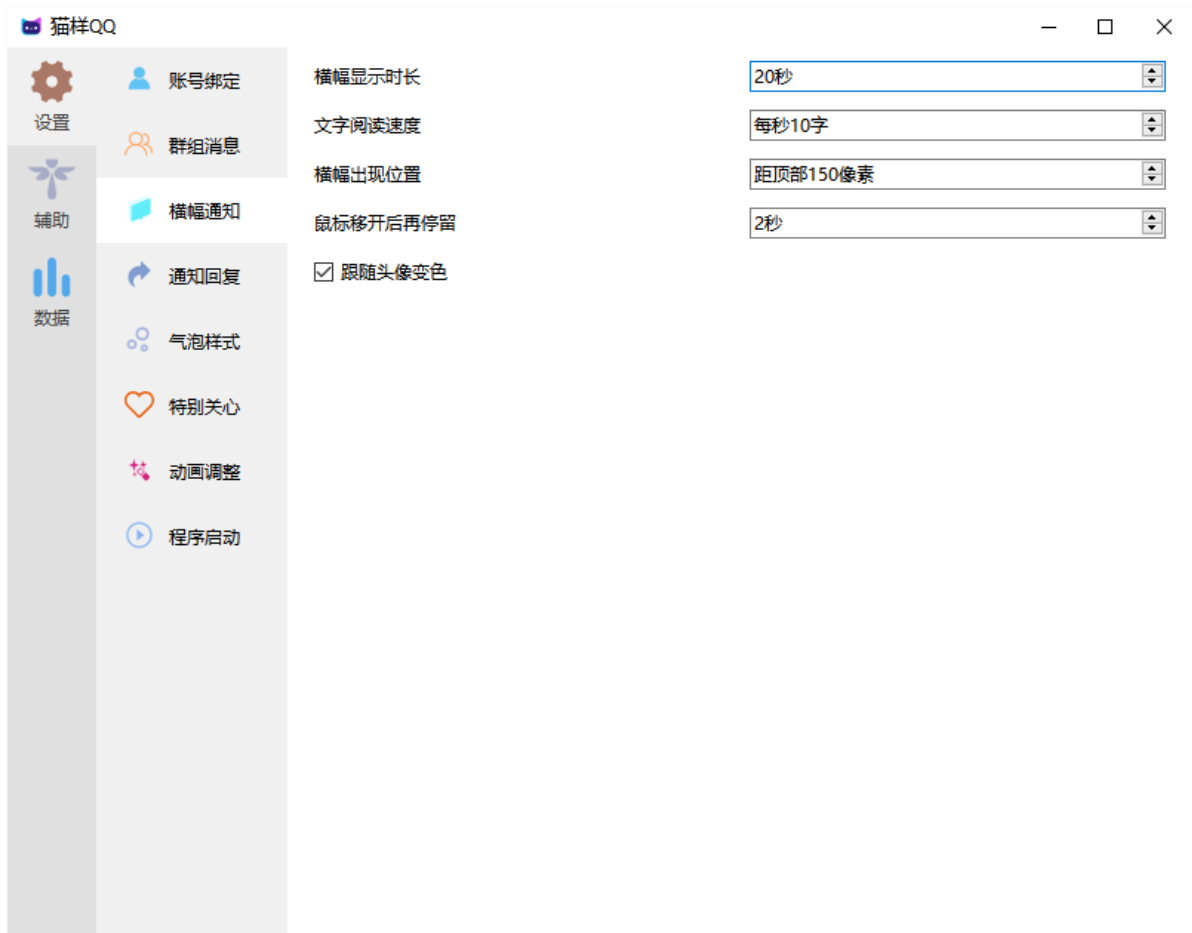 猫样QQ
设置
辅助
数据
账号绑定
群组消息
横幅通知
通知回复
气泡样式
特别关心
动画调整
程序启动
横幅显示时长 20秒
文字阅读速度 每秒10字
横幅出现位置 距顶部150像素
鼠标移开后再停留 2秒
跟随头像变色